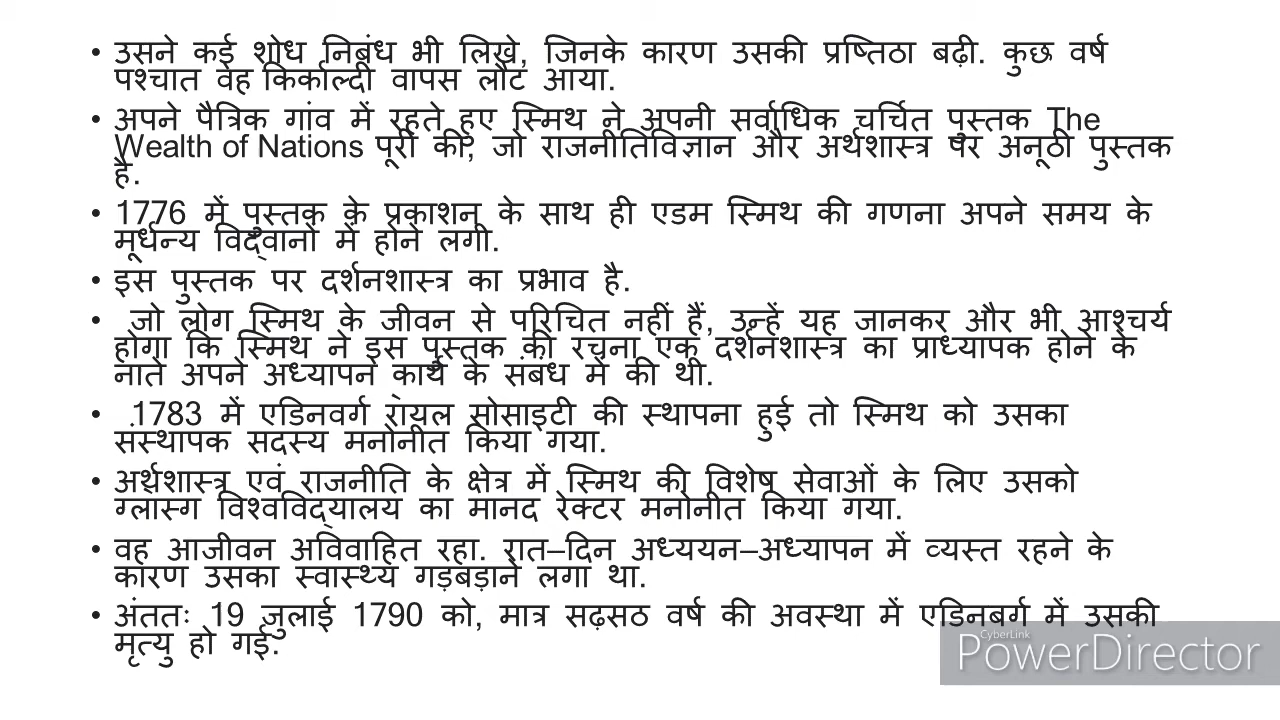 • उसने कई शोध निबंध भी लिखे, जिनके कारण उसकी प्रष्तिठा बढ़ी. कुछ वर्ष
पश्चात वह किर्काल्दी वापस लौट आया.
• अपने पैत्रिक गांव में रहते हुए स्मिथ ने अपनी सर्वाधिक चर्चित पुस्तक The
Wealth of Nations पूरी की, जो राजनीतिविज्ञान और अर्थशास्त्र पर अनूठी पुस्तक
है.
• 1776 में पुस्तक के प्रकाशन के साथ ही एडम स्मिथ की गणना अपने समय के
मूर्धन्य विद्वानों में होने लगी.
• इस पुस्तक पर दर्शनशास्त्र का प्रभाव है.
• जो लोग स्मिथ के जीवन से परिचित नहीं हैं, उन्हें यह जानकर और भी आश्चर्य
होगा कि स्मिथ ने इस पुस्तक की रचना एक दर्शनशास्त्र का प्राध्यापक होने के
नाते अपने अध्यापन के संबंध में की थी.
• 1783 में एडिनवर्ग रॉयल सोसाइटी की स्थापना हुई तो स्मिथ को उसका
संस्थापक सदस्य मनोनीत किया गया.
• अर्थशास्त्र एवं राजनीति के क्षेत्र में स्मिथ की विशेष सेवाओं के लिए उसको
ग्लास्गो विश्वविद्यालय का मानद रेक्टर मनोनीत किया गया.
• वह आजीवन अविवाहित रहा. रात–दिन अध्ययन–अध्यापन में व्यस्त रहने के
कारण उसका स्वास्थ्य गड़बड़ाने लगा था.
• अंततः 19 जुलाई 1790 को, मात्र सढ़सठ वर्ष की अवस्था में एडिनबर्ग में उसकी
मृत्यु हो गई.
CyberLink
PowerDirector